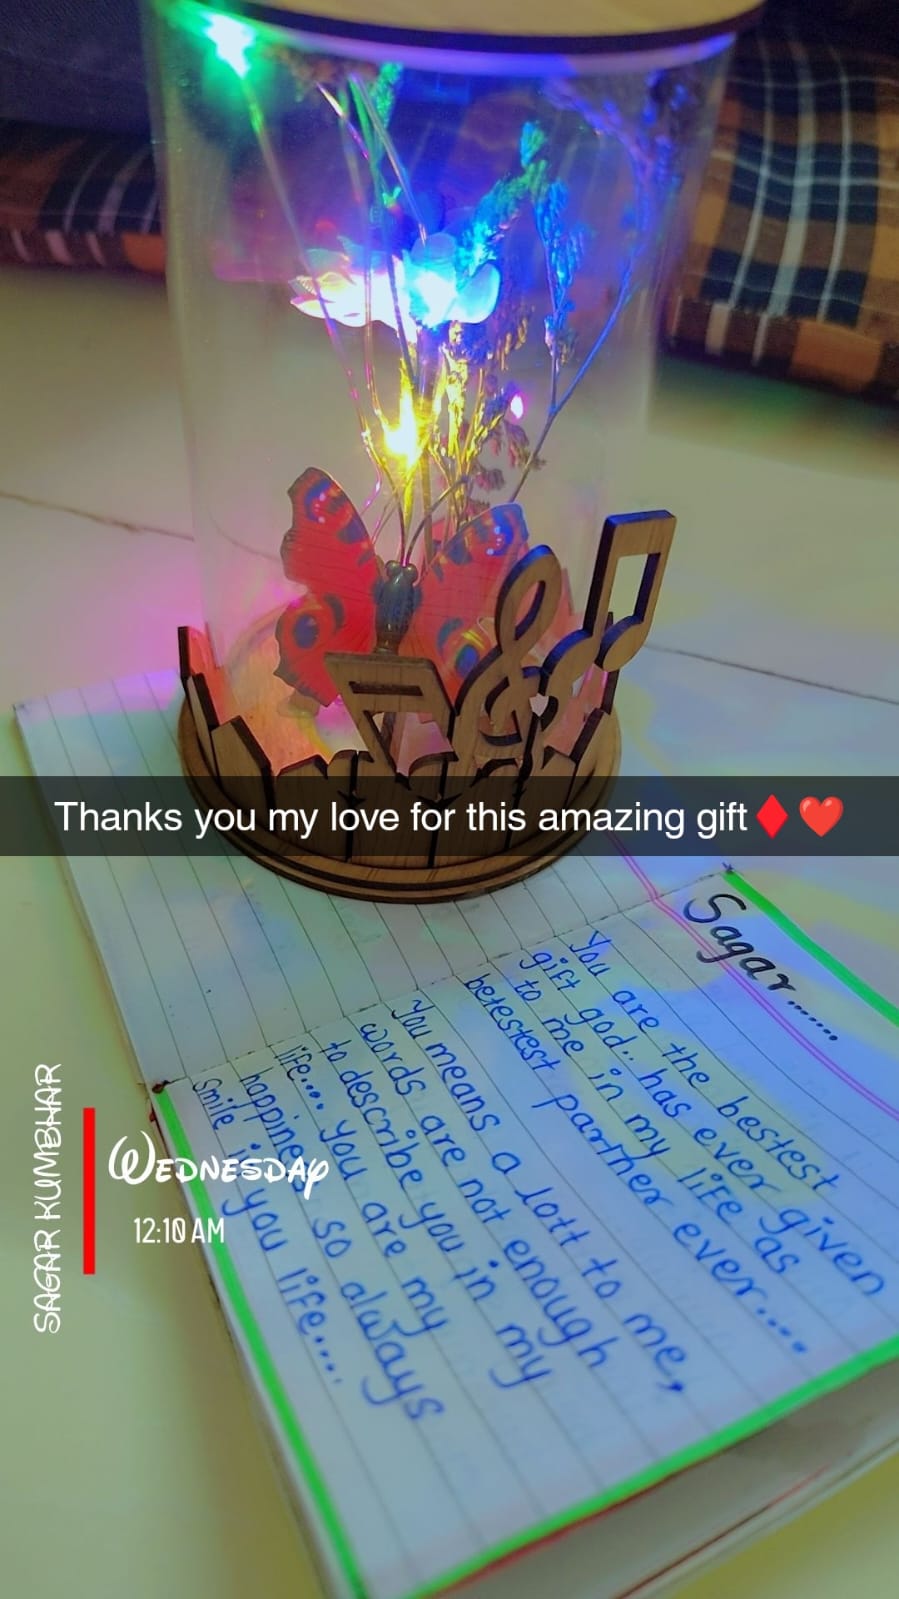 Thanks you my love for this amazing gift♦️❤️
Sagar.......
You are the bestest
gift god.. has ever given
to me in my life as
betestest partner ever....
You means a lott to me,
words are not enough
to describe you in my
life.... you are my
happiness so always
smile in you life....
SAGAR KUMBHAR
WEDNESDAY
12:10 AM